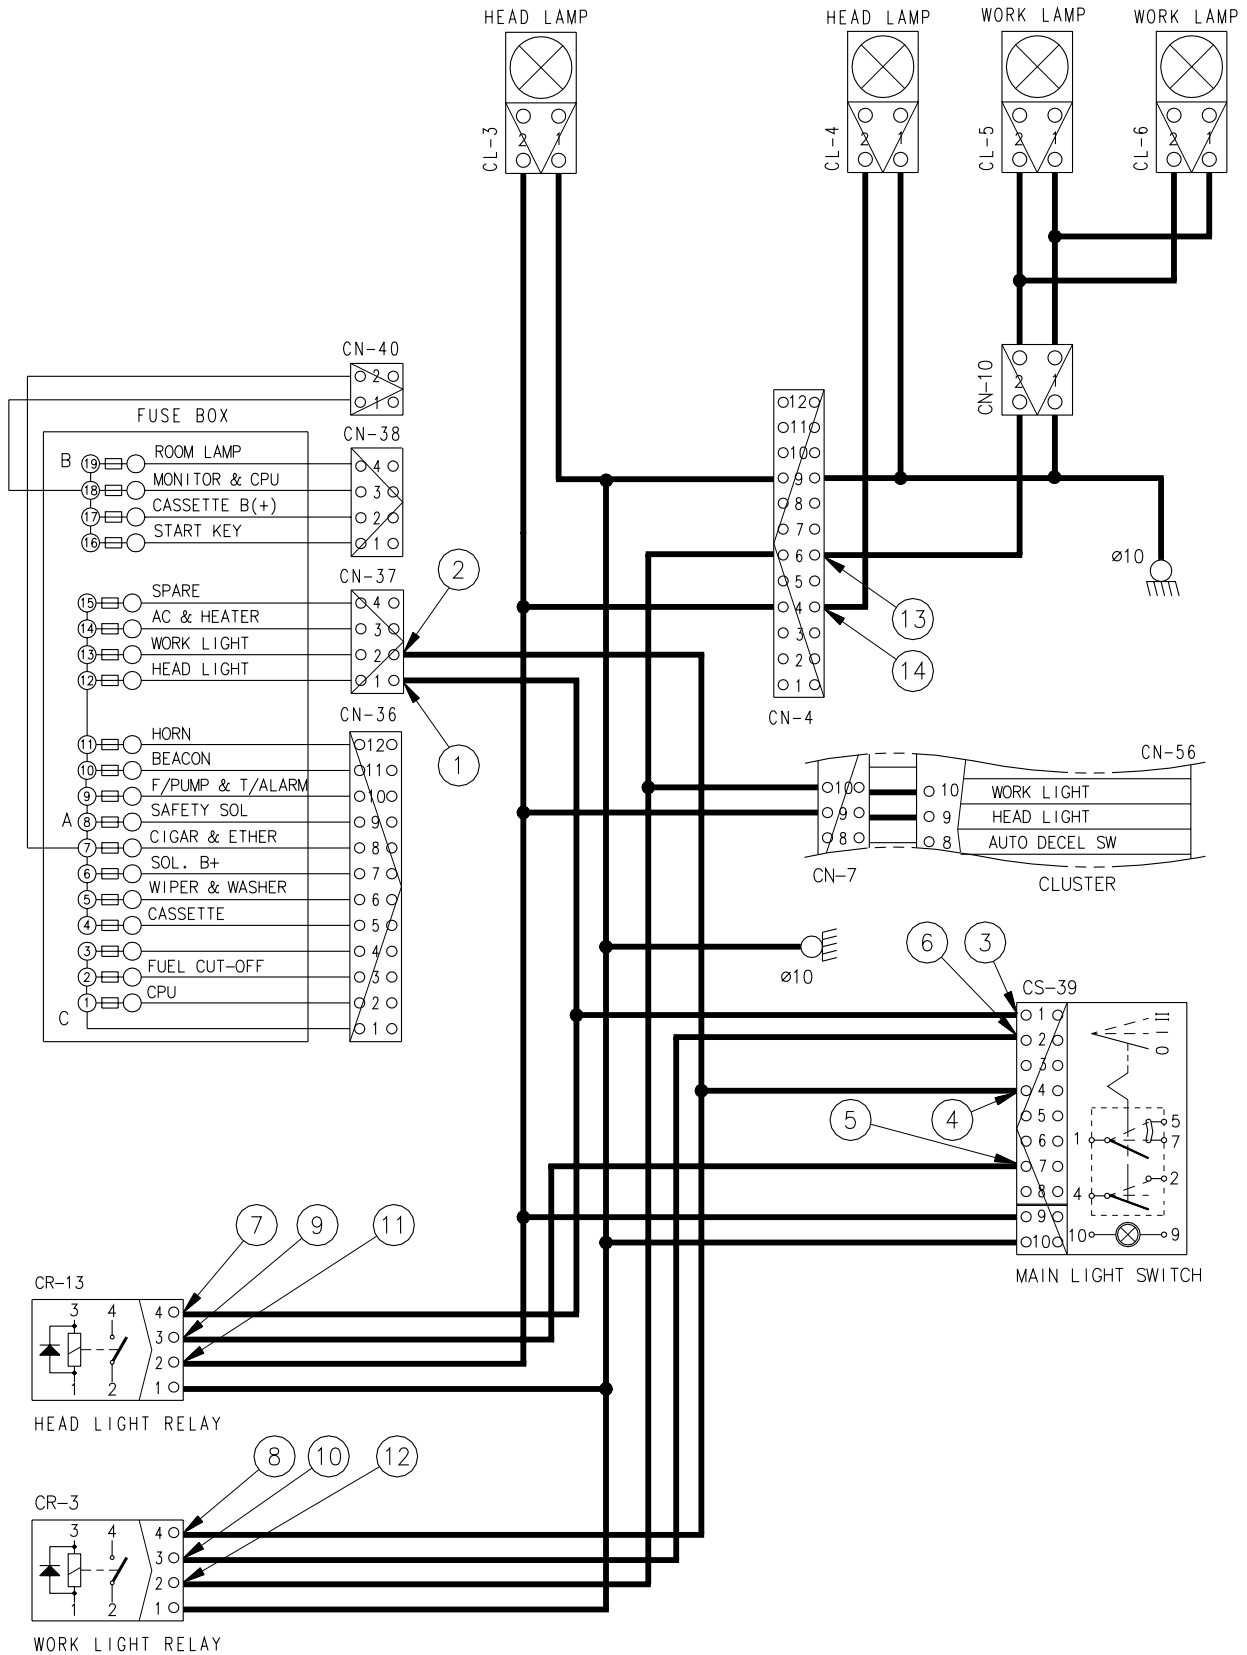 HEAD LAMP
HEAD LAMP
WORK LAMP
WORK LAMP
CL-3
2 1
CL-4
2 1
CL-5
2 1
CL-6
2 1
CN-10
2 1
CN-40
2
1
FUSE BOX
CN-38
B 19 ROOM LAMP 4
18 MONITOR & CPU 3
17 CASSETTE B(+) 2
16 START KEY 1
CN-37
15 SPARE 4
14 AC & HEATER 3
13 WORK LIGHT 2
12 HEAD LIGHT 1
2
1
CN-36
11 HORN 12
10 BEACON 11
9 F/PUMP & T/ALARM 10
A 8 SAFETY SOL 9
7 CIGAR & ETHER 8
6 SOL. B+ 7
5 WIPER & WASHER 6
4 CASSETTE 5
3 4
2 FUEL CUT-OFF 3
1 CPU 2
C 1
12
11
10
9
8
7
6
5
4
3
2
1
CN-4
13
14
ø10
CN-56
10 10 WORK LIGHT
9 9 HEAD LIGHT
8 8 AUTO DECEL SW
CN-7
CLUSTER
ø10
6 3
5 4
CS-39
1
2
3
4
5
6
7
8
9
10
II
I
O
5
1 7
2
4
10 9
MAIN LIGHT SWITCH
7 9 11
CR-13
3 4 4
3
2
1 2 1
HEAD LIGHT RELAY
8 10 12
CR-3
3 4 4
3
2
1 2 1
WORK LIGHT RELAY